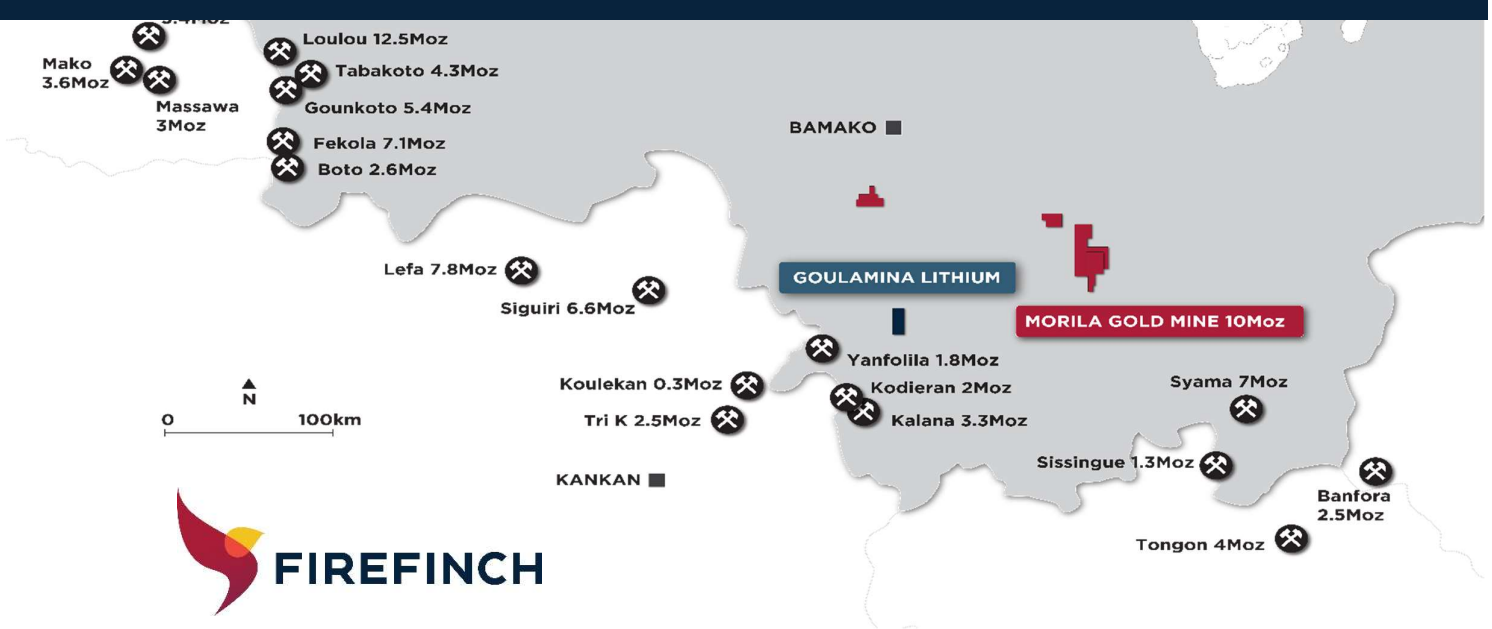 Loulou 12.5Moz
Mako
3.6Moz
Tabakoto 4.3Moz
Massawa
3Moz
Gounkoto 5.4Moz
BAMAKO
Fekola 7.1Moz
Boto 2.6Moz
Lefa 7.8Moz
GOULAMINA LITHIUM
Siguiri 6.6Moz
MORILA GOLD MINE 10Moz
Yanfolila 1.8Moz
Koulekan 0.3Moz
Kodieran 2Moz
Syama 7Moz
N
0 100km
Tri K 2.5Moz
Kalana 3.3Moz
Sissingue 1.3Moz
KANKAN
Banfora
2.5Moz
Tongon 4Moz
FIREFINCH